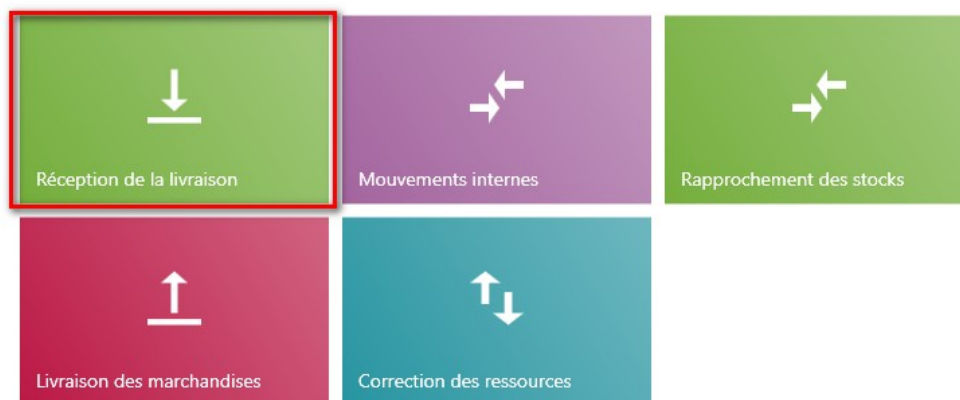 Réception de la livraison
Mouvements internes
Rapprochement des stocks
Livraison des marchandises
Correction des ressources